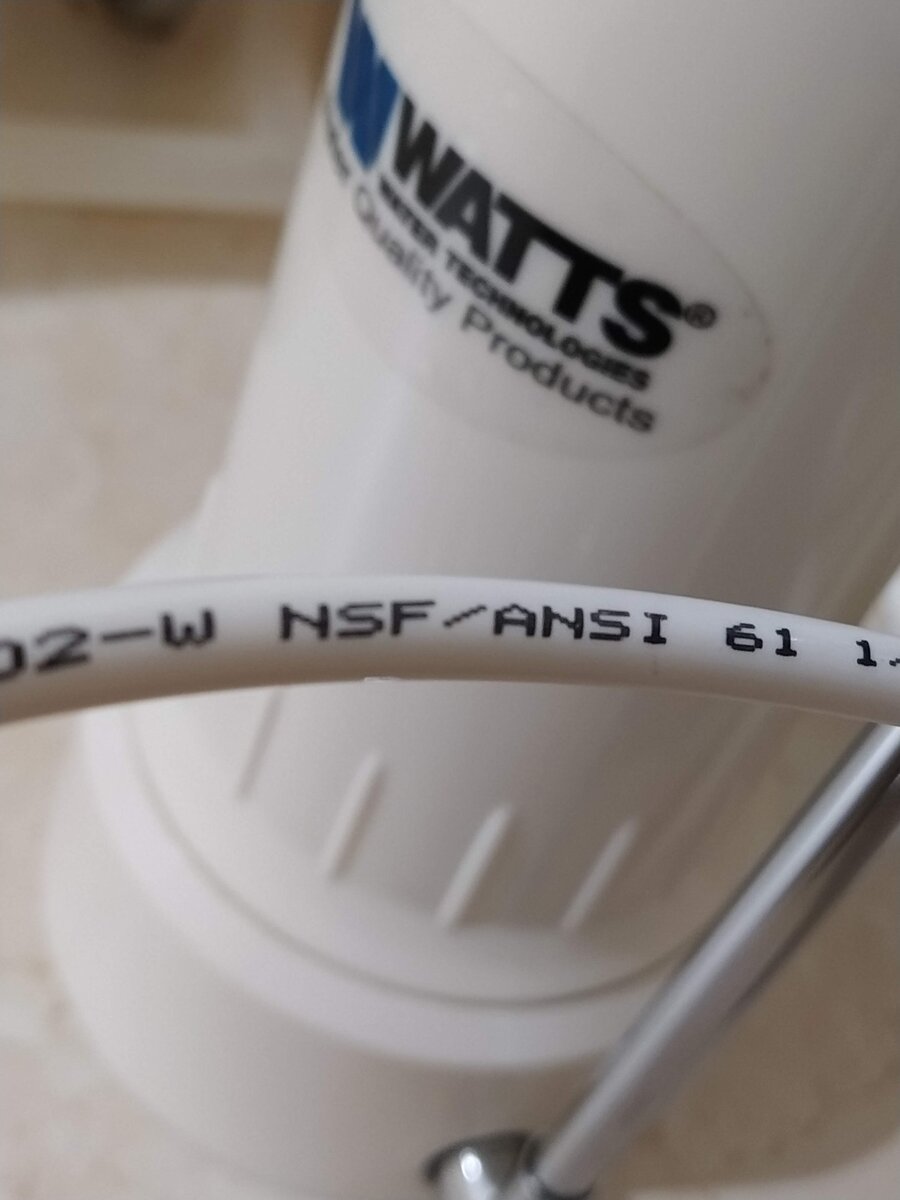 WATTS®
WATER TECHNOLOGIES
Quality Products
02-W NSF/ANSI 61